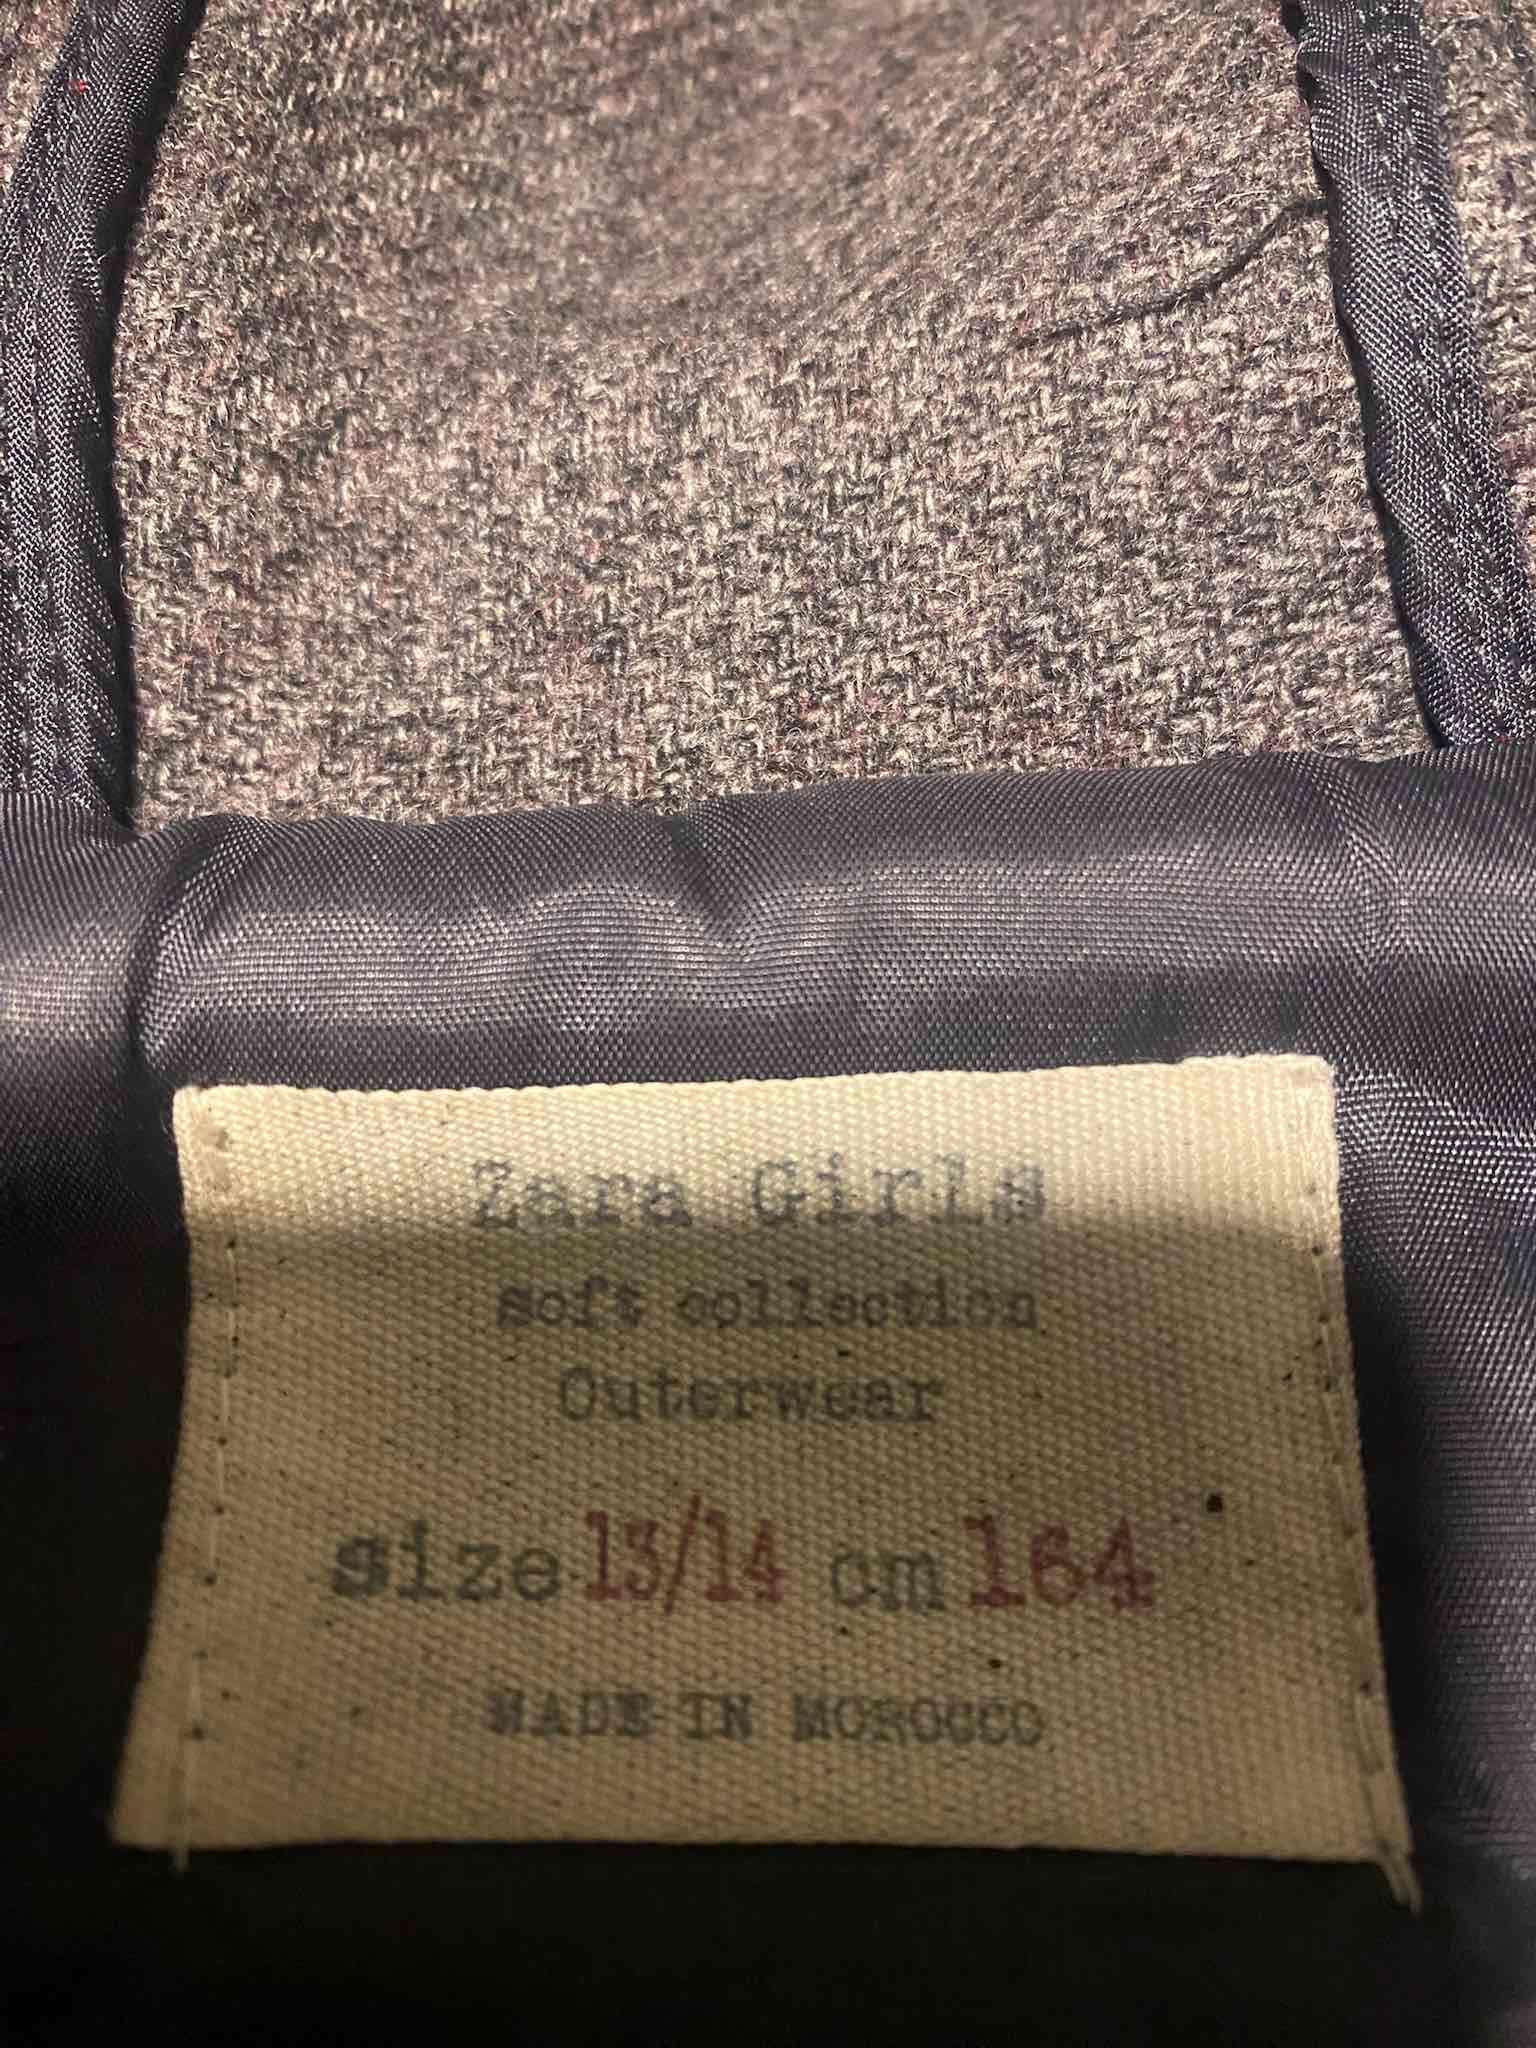 Zara Girls
soft collection
Outerwear
size 13/14 cm 164
MADE IN MOROCCO